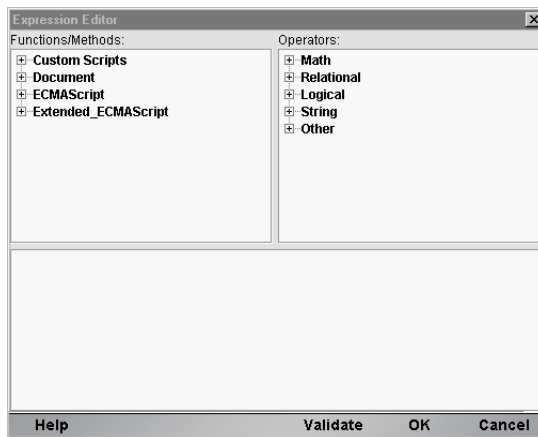 Expression Editor
Functions/Methods:
Custom Scripts
Document
ECMAScript
Extended_ECMAScript
Operators:
Math
Relational
Logical
String
Other
Help Validate OK Cancel